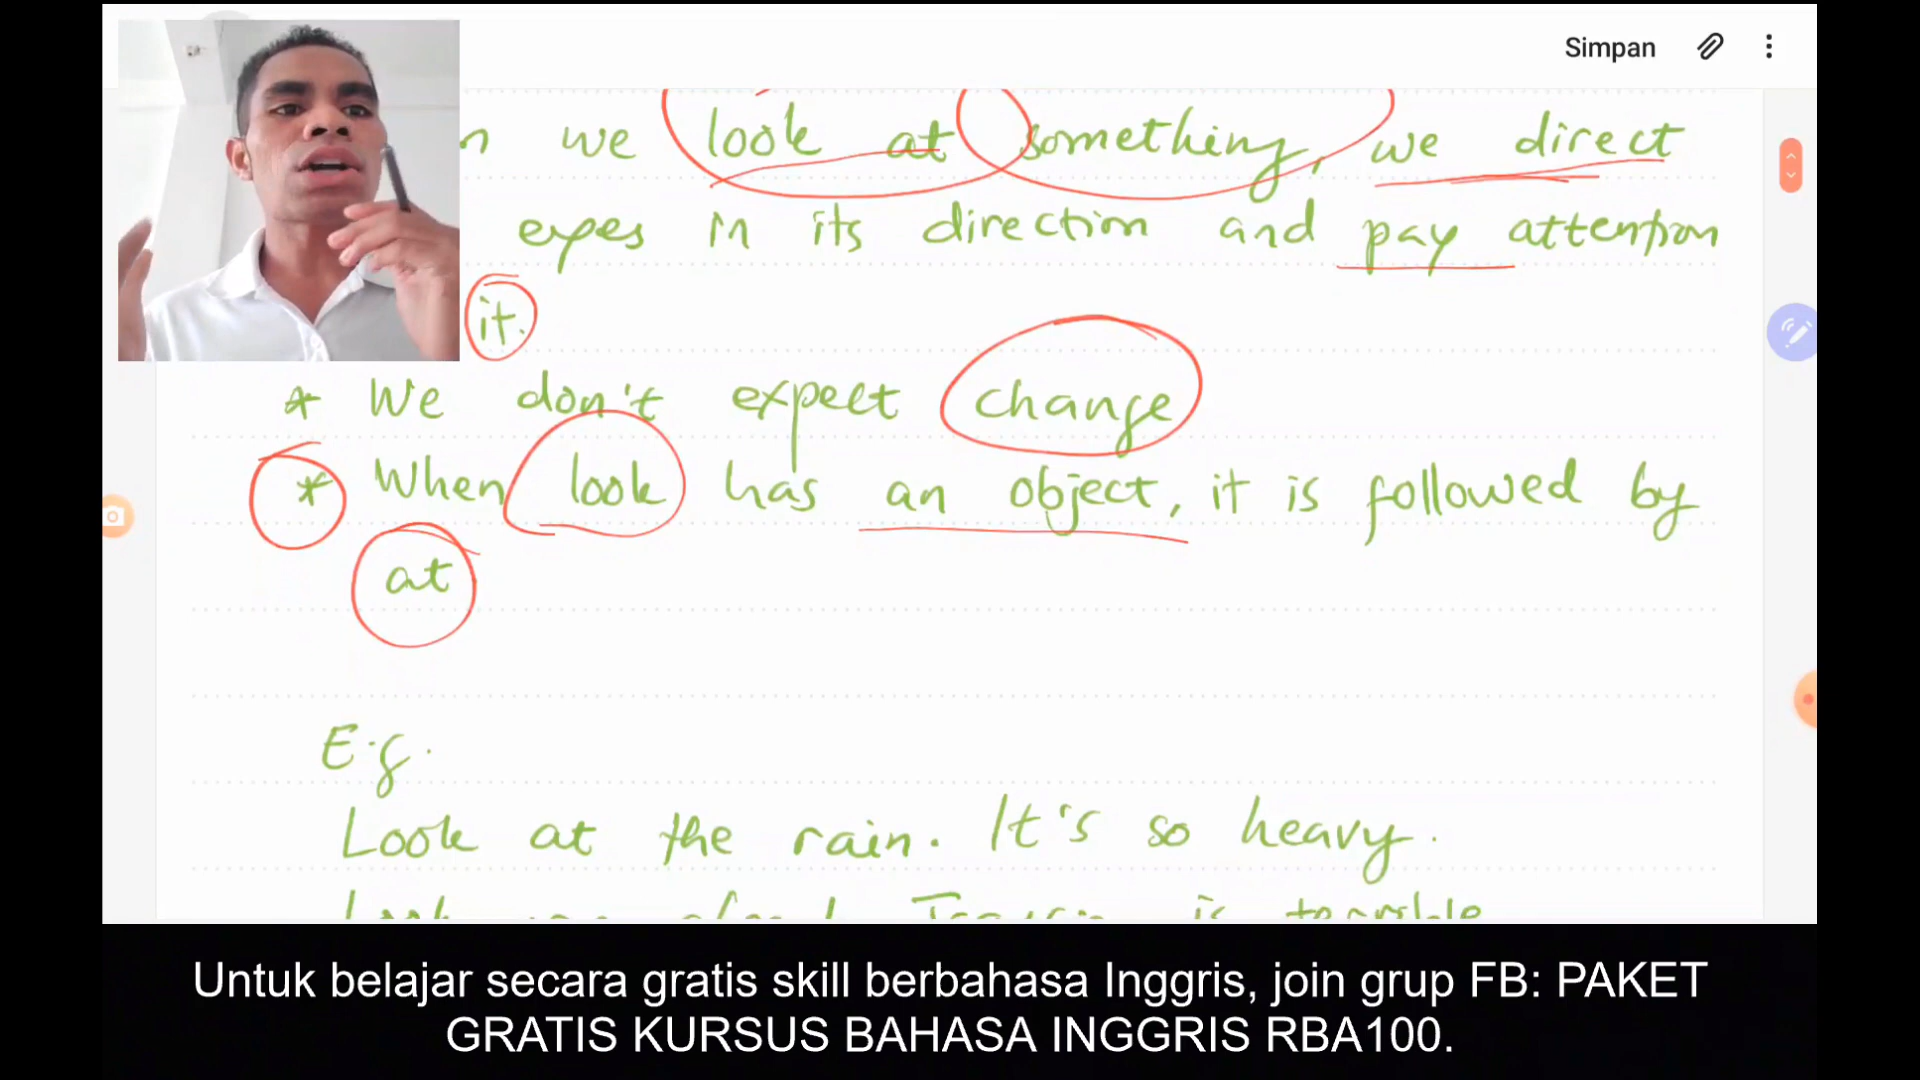 Simpan
n we look at something, we direct
eyes in its direction and pay attention
it.
* We don't expect change
* When look has an object, it is followed by
at
E.g.
Look at the rain. It's so heavy.
is terrible
Untuk belajar secara gratis skill berbahasa Inggris, join grup FB: PAKET
GRATIS KURSUS BAHASA INGGRIS RBA100.